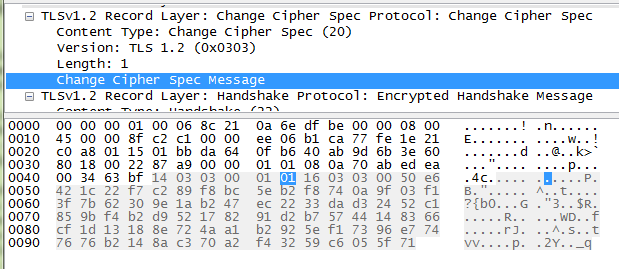 TLSv1.2 Record Layer: Change Cipher Spec Protocol: Change Cipher Spec
Content Type: Change Cipher Spec (20)
Version: TLS 1.2 (0x0303)
Length: 1
Change Cipher Spec Message
TLSv1.2 Record Layer: Handshake Protocol: Encrypted Handshake Message
0000 00 00 00 01 00 06 8c 21 0a 6e df be 00 00 08 00 .......! .n......
0010 45 00 00 8f c2 c1 00 00 ee 06 b1 ca 77 fe 1e 21 E....... ....w..!
0020 c0 a8 01 15 01 bb da 64 0f b6 40 ab 9d 6b 3e 60 .......d ..@..k>`
0030 80 18 00 22 87 a9 00 00 01 01 08 0a 70 ab ed ea ...".... ....p...
0040 00 34 63 bf 14 03 03 00 01 01 16 03 03 00 50 e6 .4c..... ......P.
0050 42 1c 22 f7 c2 89 f8 bc 5e b2 f8 74 0a 9f 03 f1 B."..... ^..t....
0060 3f 7b 62 30 9e 1a b2 47 ec 22 33 da d3 24 52 c1 ?{b0...G ."3..$R.
0070 85 9b f4 b2 d9 52 17 82 91 d2 b7 57 44 14 83 66 .....R.. ...WD..f
0080 cf 1d 13 18 8e 72 4a a1 b2 92 5e f1 73 96 e7 74 .....rJ. ..^.s..t
0090 76 76 b2 14 8a c3 70 a2 f4 32 59 c6 05 5f 71 vv....p. .2Y.._q